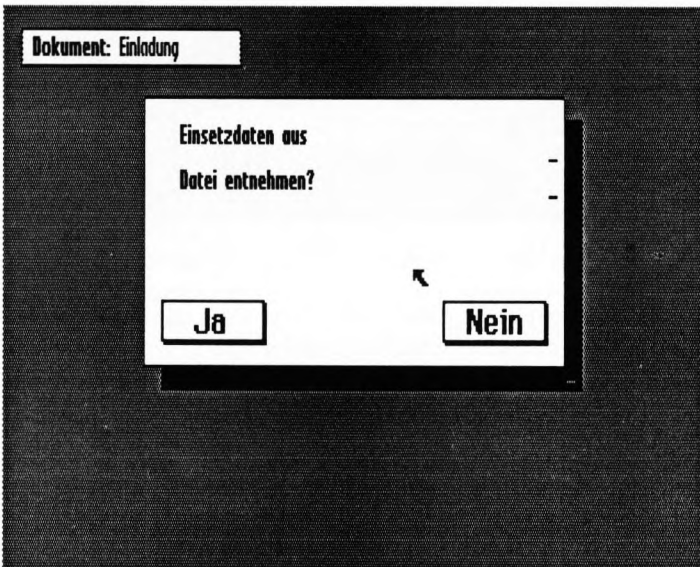 Dokument: Einladung
Einsetzdaten aus
Datei entnehmen?
Ja
Nein